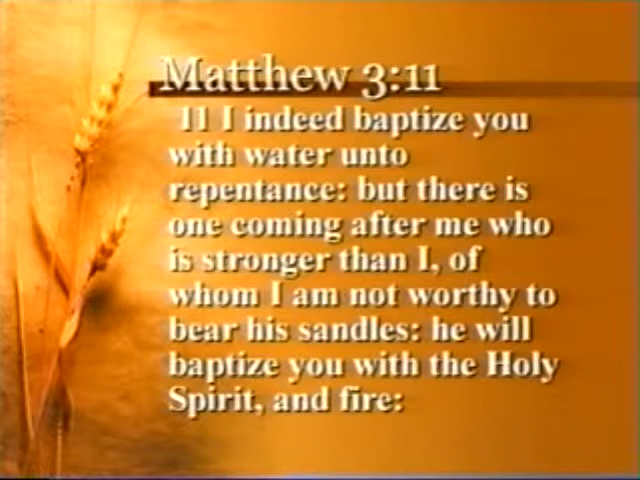 Matthew 3:11
11 I indeed baptize you
with water unto
repentance: but there is
one coming after me who
is stronger than I, of
whom I am not worthy to
bear his sandles: he will
baptize you with the Holy
Spirit, and fire: